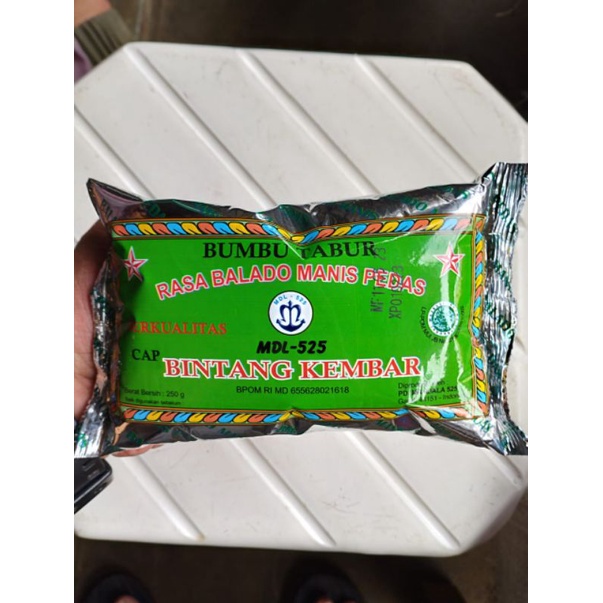 BUMBU TABUR
RASA BALADO MANIS PEDAS
MDL-525
BERKUALITAS
MDL-525
CAP
BINTANG KEMBAR
Berat Bersih : 250 g
BPOM RI MD 655628021618